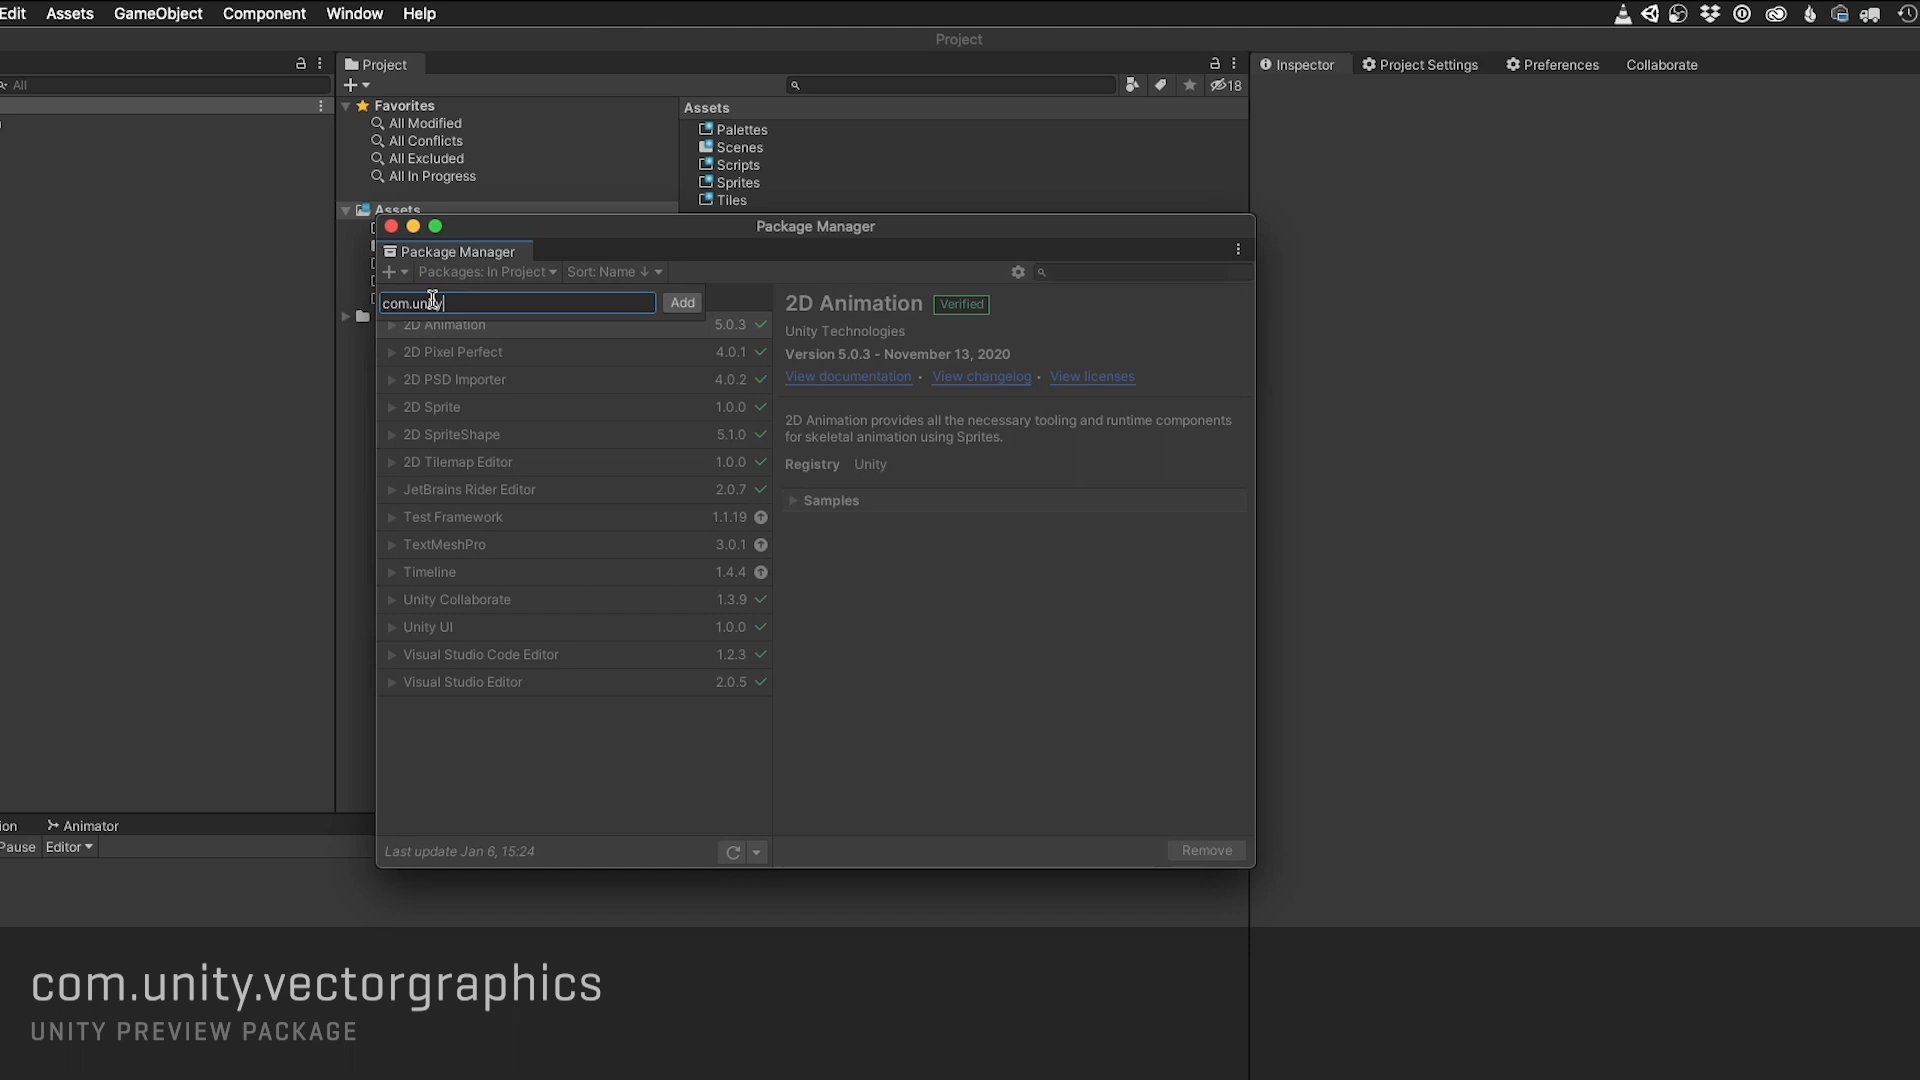 Edit Assets GameObject Component Window Help
Project
Project
Inspector Project Settings Preferences Collaborate
All
18
Favorites
All Modified
All Conflicts
All Excluded
All In Progress
Assets
Assets
Palettes
Scenes
Scripts
Sprites
Tiles
Package Manager
Package Manager
Packages: In Project Sort: Name ↓
com.unity
Add
2D Animation 5.0.3
2D Pixel Perfect 4.0.1
2D PSD Importer 4.0.2
2D Sprite 1.0.0
2D SpriteShape 5.1.0
2D Tilemap Editor 1.0.0
JetBrains Rider Editor 2.0.7
Test Framework 1.1.19
TextMeshPro 3.0.1
Timeline 1.4.4
Unity Collaborate 1.3.9
Unity UI 1.0.0
Visual Studio Code Editor 1.2.3
Visual Studio Editor 2.0.5
Last update Jan 6, 15:24
2D Animation Verified
Unity Technologies
Version 5.0.3 - November 13, 2020
View documentation • View changelog • View licenses
2D Animation provides all the necessary tooling and runtime components
for skeletal animation using Sprites.
Registry Unity
Samples
Remove
ion Animator
Pause Editor
com.unity.vectorgraphics
UNITY PREVIEW PACKAGE